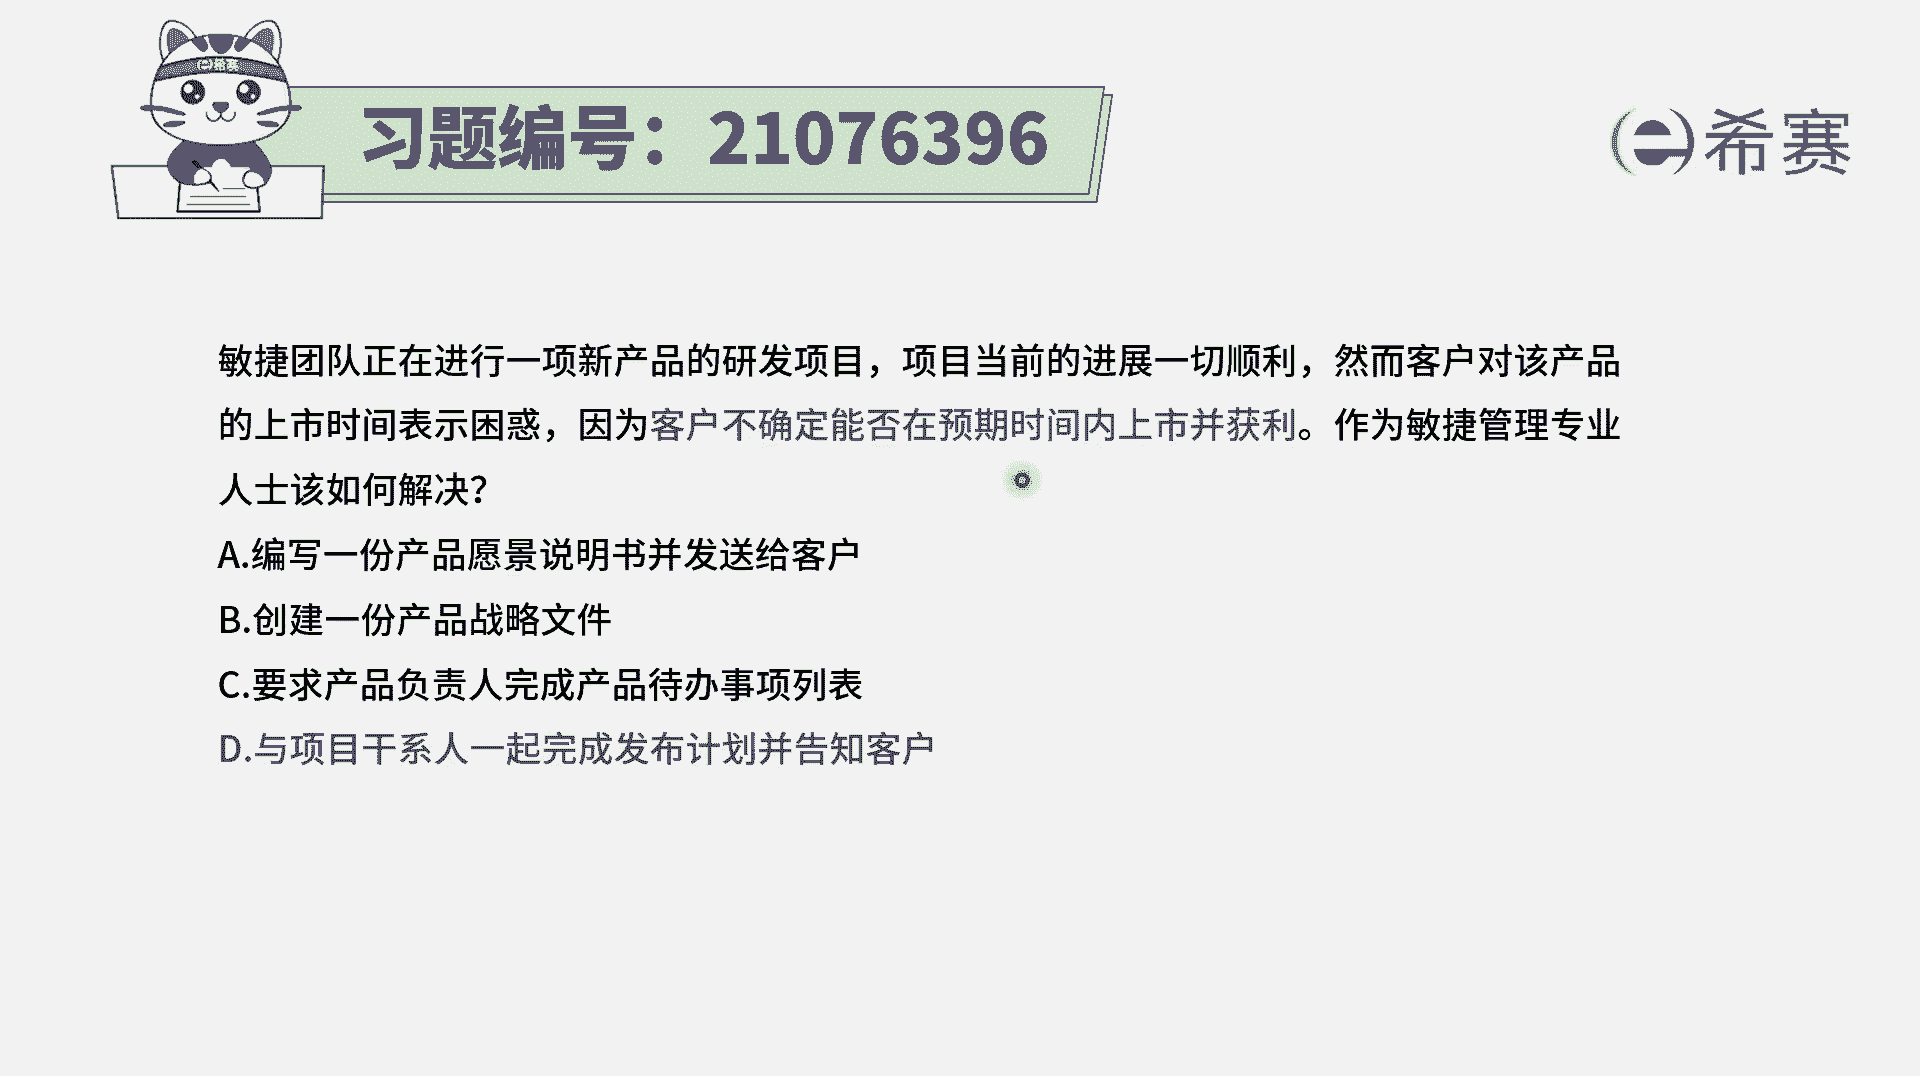 希赛
习题编号：21076396
希赛
敏捷团队正在进行一项新产品的研发项目，项目当前的进展一切顺利，然而客户对该产品
的上市时间表示困惑，因为客户不确定能否在预期时间内上市并获利。作为敏捷管理专业
人士该如何解决？
A.编写一份产品愿景说明书并发送给客户
B.创建一份产品战略文件
C.要求产品负责人完成产品待办事项列表
D.与项目干系人一起完成发布计划并告知客户